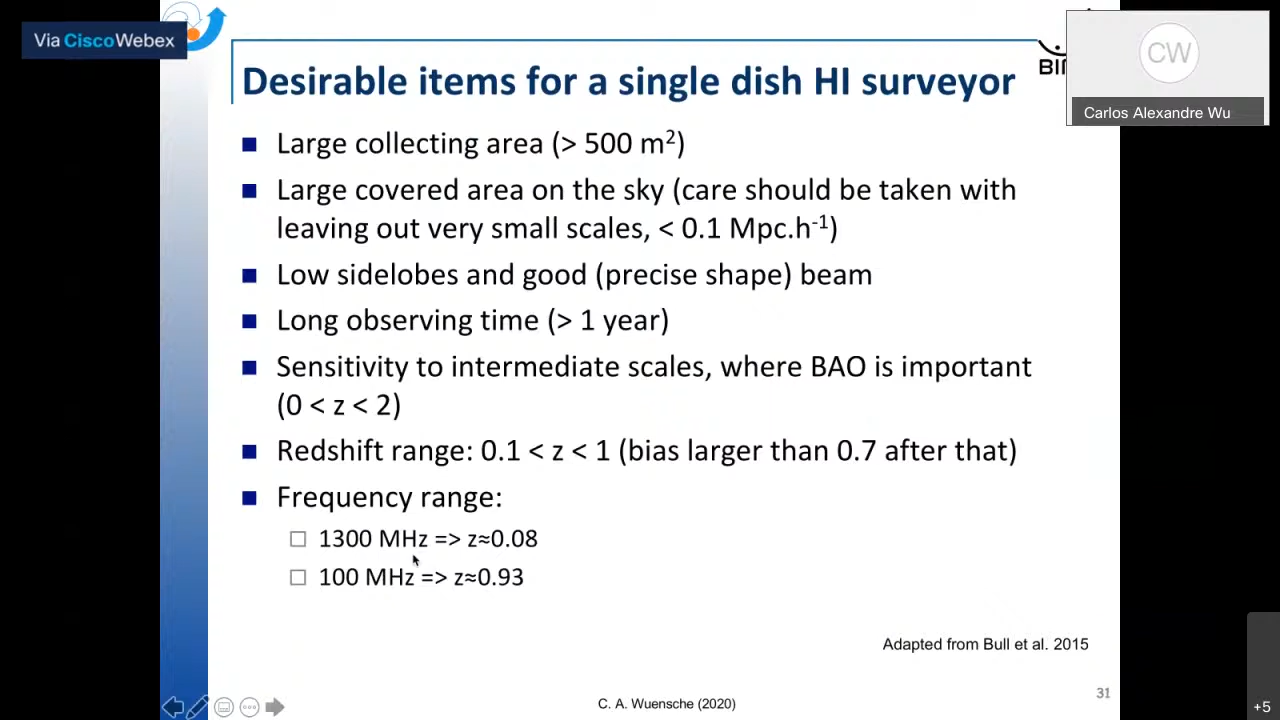 Via Cisco Webex
CW
Carlos Alexandre Wu
Desirable items for a single dish HI surveyor
Large collecting area (> 500 m²)
Large covered area on the sky (care should be taken with
leaving out very small scales, < 0.1 Mpc.h⁻¹)
Low sidelobes and good (precise shape) beam
Long observing time (> 1 year)
Sensitivity to intermediate scales, where BAO is important
(0 < z < 2)
Redshift range: 0.1 < z < 1 (bias larger than 0.7 after that)
Frequency range:
1300 MHz => z≈0.08
100 MHz => z≈0.93
Adapted from Bull et al. 2015
C. A. Wuensche (2020)
31
+5